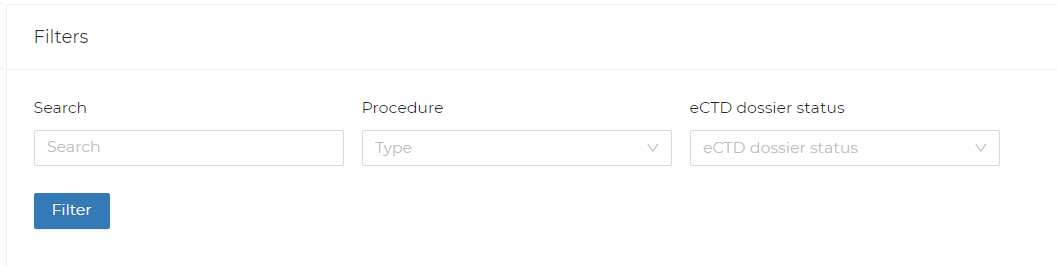 Filters
Search
Procedure
eCTD dossier status
Search
Type
eCTD dossier status
Filter